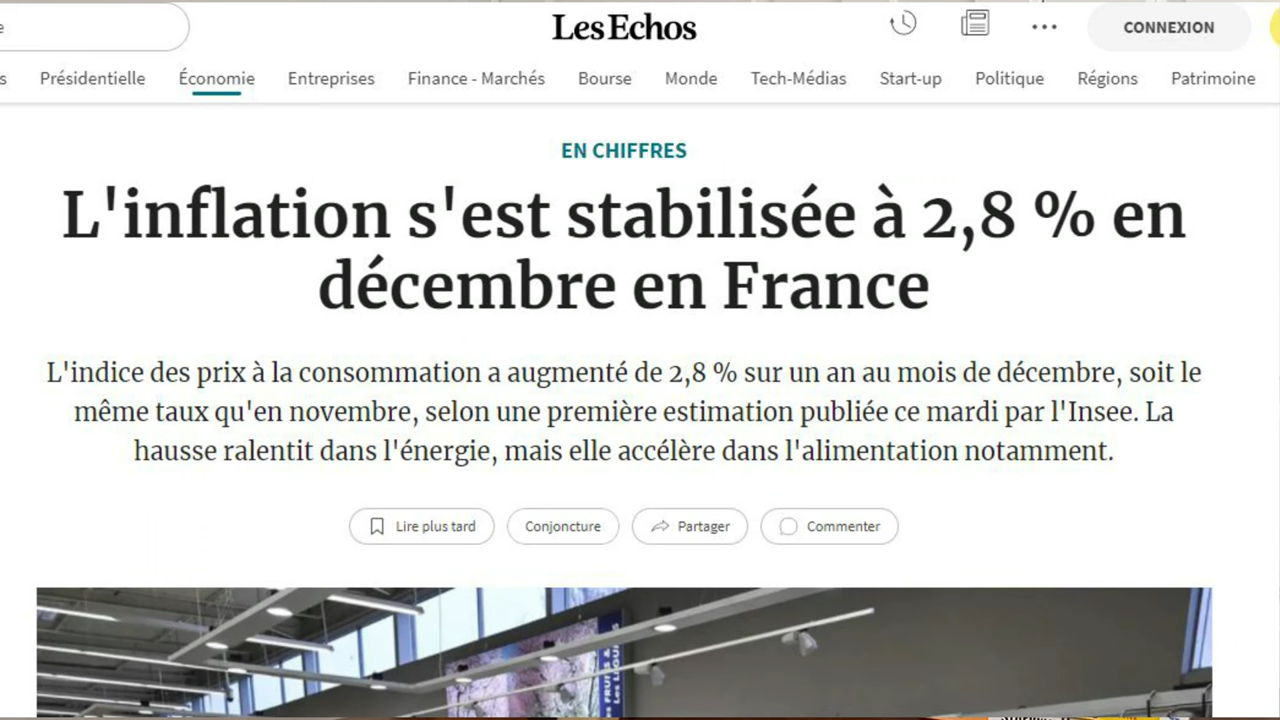 e
Les Echos
CONNEXION
s Présidentielle Économie Entreprises Finance - Marchés Bourse Monde Tech-Médias Start-up Politique Régions Patrimoine
EN CHIFFRES
L'inflation s'est stabilisée à 2,8 % en
décembre en France
L'indice des prix à la consommation a augmenté de 2,8 % sur un an au mois de décembre, soit le
même taux qu'en novembre, selon une première estimation publiée ce mardi par l'Insee. La
hausse ralentit dans l'énergie, mais elle accélère dans l'alimentation notamment.
Lire plus tard Conjoncture Partager Commenter